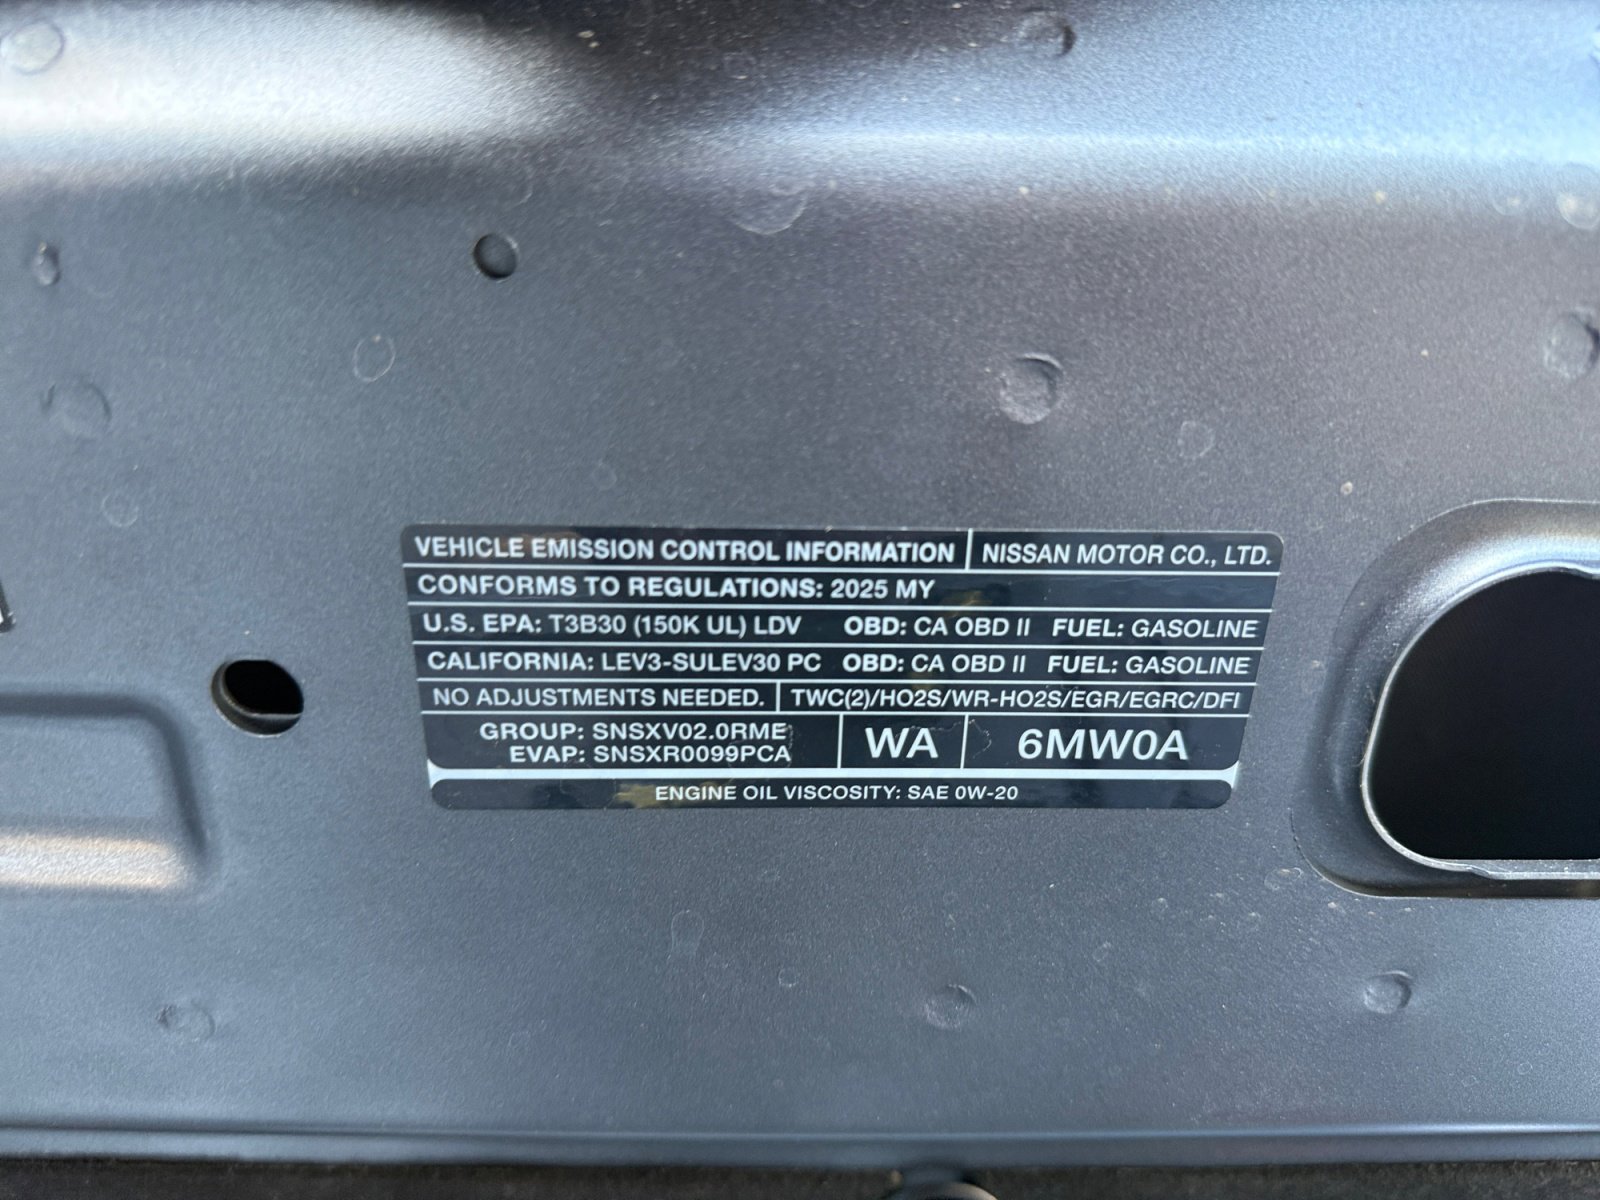 VEHICLE EMISSION CONTROL INFORMATION NISSAN MOTOR CO., LTD.
CONFORMS TO REGULATIONS: 2025 MY
U.S. EPA: T3B30 (150K UL) LDV OBD: CA OBD II FUEL: GASOLINE
CALIFORNIA: LEV3-SULEV30 PC OBD: CA OBD II FUEL: GASOLINE
NO ADJUSTMENTS NEEDED. TWC(2)/HO2S/WR-HO2S/EGR/EGRC/DFI
GROUP: SNSXV02.0RME
EVAP: SNSXR0099PCA
WA 6MW0A
ENGINE OIL VISCOSITY: SAE 0W-20